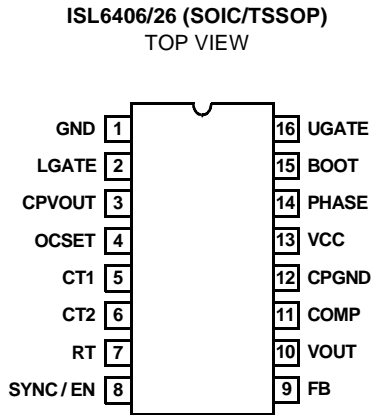 ISL6406/26 (SOIC/TSSOP)
TOP VIEW
GND 1 16 UGATE
LGATE 2 15 BOOT
CPVOUT 3 14 PHASE
OCSET 4 13 VCC
CT1 5 12 CPGND
CT2 6 11 COMP
RT 7 10 VOUT
SYNC / EN 8 9 FB